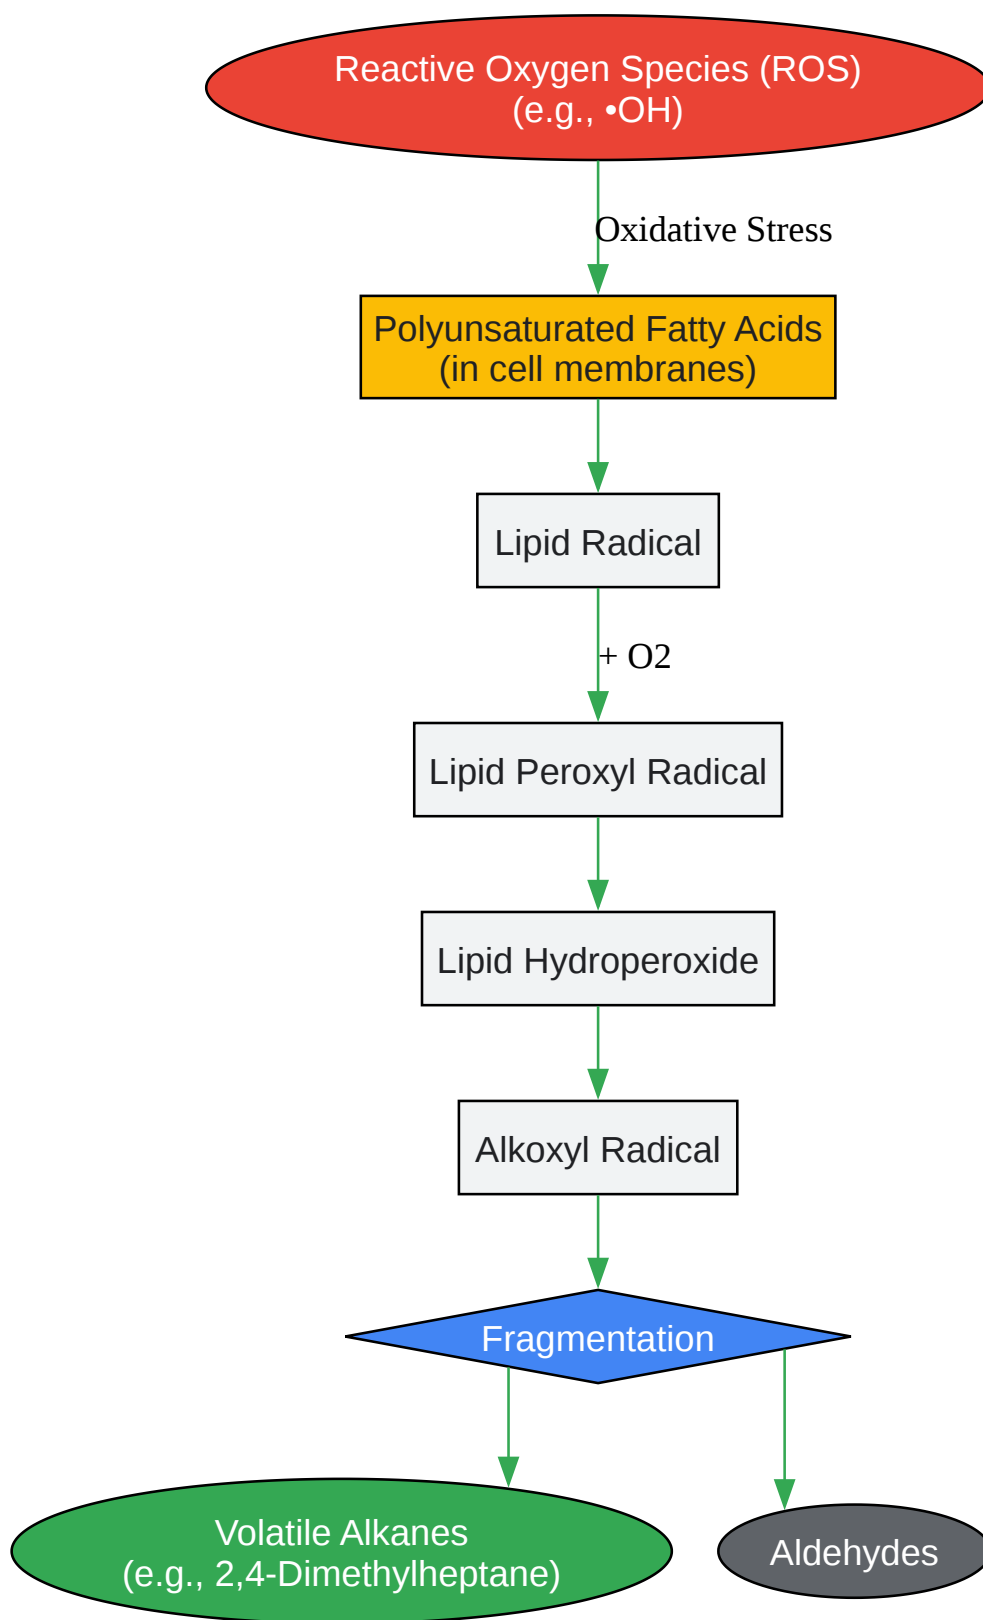 Reactive Oxygen Species (ROS)
(e.g., •OH)
Oxidative Stress
Polyunsaturated Fatty Acids
(in cell membranes)
Lipid Radical
+ O2
Lipid Peroxyl Radical
Lipid Hydroperoxide
Alkoxyl Radical
Fragmentation
Volatile Alkanes
(e.g., 2,4-Dimethylheptane)
Aldehydes